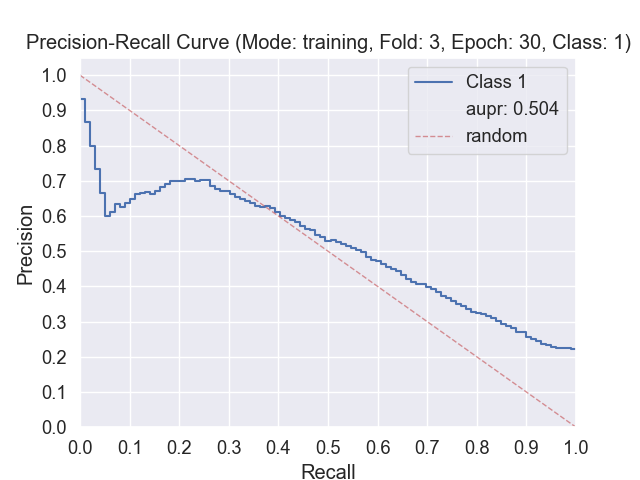 Precision-Recall Curve (Mode: training, Fold: 3, Epoch: 30, Class: 1)
Class 1
aupr: 0.504
random
Precision
1.0
0.9
0.8
0.7
0.6
0.5
0.4
0.3
0.2
0.1
0.0
0.0 0.1 0.2 0.3 0.4 0.5 0.6 0.7 0.8 0.9 1.0
Recall